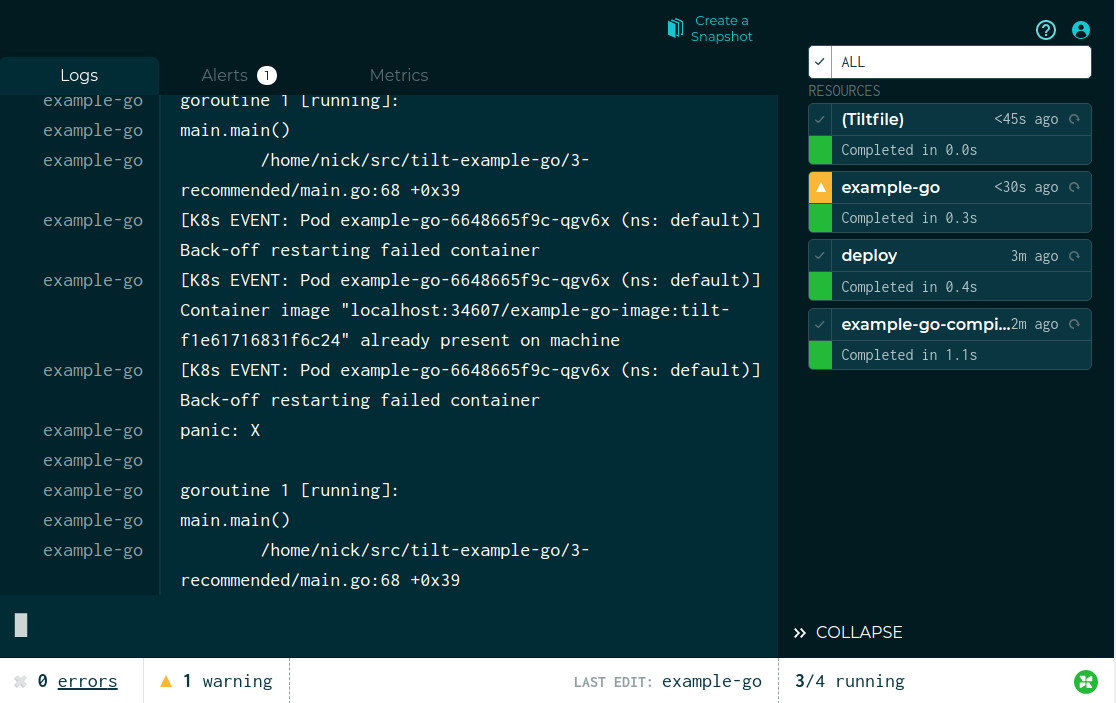 Create a
Snapshot
Logs
Alerts 1
Metrics
example-go goroutine 1 [running]:
example-go main.main()
example-go /home/nick/src/tilt-example-go/3-
recommended/main.go:68 +0x39
example-go [K8s EVENT: Pod example-go-6648665f9c-qgv6x (ns: default)]
Back-off restarting failed container
example-go [K8s EVENT: Pod example-go-6648665f9c-qgv6x (ns: default)]
Container image "localhost:34607/example-go-image:tilt-
f1e61716831f6c24" already present on machine
example-go [K8s EVENT: Pod example-go-6648665f9c-qgv6x (ns: default)]
Back-off restarting failed container
example-go panic: X
example-go
example-go goroutine 1 [running]:
example-go main.main()
example-go /home/nick/src/tilt-example-go/3-
recommended/main.go:68 +0x39
?
ALL
RESOURCES
(Tiltfile) <45s ago
Completed in 0.0s
example-go <30s ago
Completed in 0.3s
deploy 3m ago
Completed in 0.4s
example-go-compi... 2m ago
Completed in 1.1s
» COLLAPSE
0 errors
1 warning
LAST EDIT: example-go
3/4 running